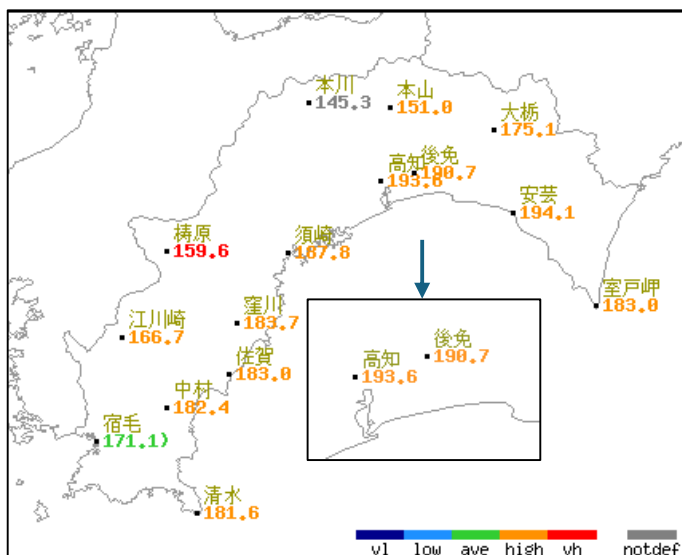 本川
145.3
本山
151.0
大栃
175.1
高知
193.6
後免
190.7
安芸
194.1
梼原
159.6
須崎
187.8
室戸岬
183.0
江川崎
166.7
窪川
183.7
佐賀
183.0
中村
182.4
宿毛
171.1)
清水
181.6
高知
193.6
後免
190.7
vl low ave high vh notdef